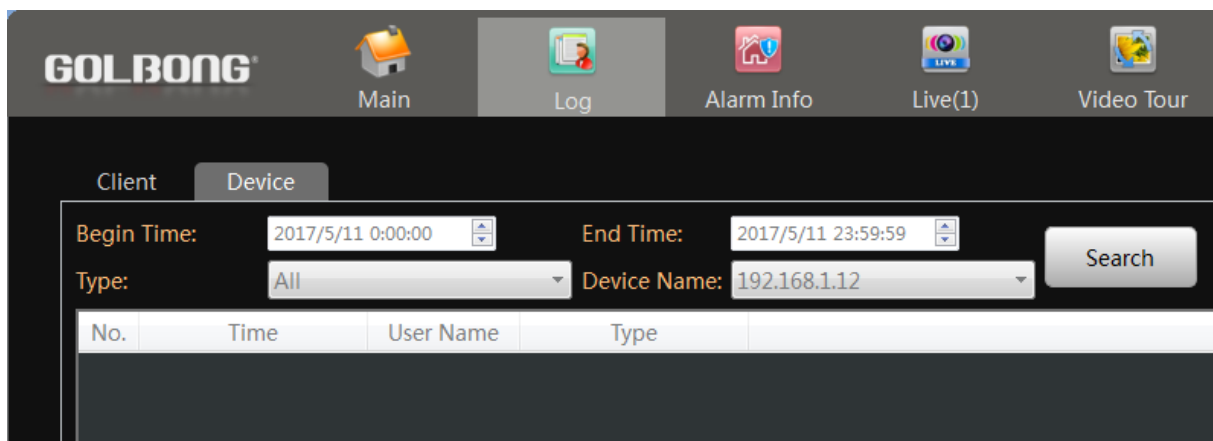 GOLBONG®
Main
Log
Alarm Info
LIVE
Live(1)
Video Tour
Client Device
Begin Time: 2017/5/11 0:00:00 End Time: 2017/5/11 23:59:59
Search
Type: All Device Name: 192.168.1.12
No. Time User Name Type